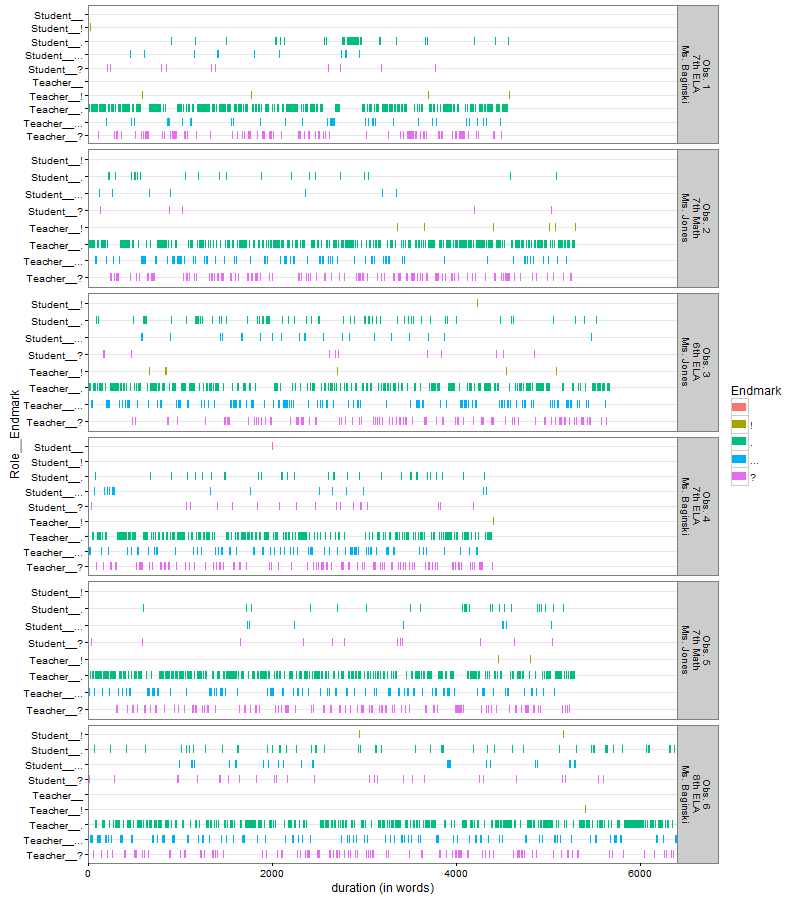 Student__
Student__!
Student__.
Student__...
Student__?
Teacher__
Teacher__!
Teacher__.
Teacher__...
Teacher__?
Obs. 1
7th ELA
Ms. Baginski
Student__!
Student__.
Student__...
Student__?
Teacher__!
Teacher__.
Teacher__...
Teacher__?
Obs. 2
7th Math
Mrs. Jones
Student__!
Student__.
Student__...
Student__?
Teacher__!
Teacher__.
Teacher__...
Teacher__?
Obs. 3
6th ELA
Mrs. Jones
Student__
Student__!
Student__.
Student__...
Student__?
Teacher__!
Teacher__.
Teacher__...
Teacher__?
Obs. 4
7th ELA
Ms. Baginski
Student__!
Student__.
Student__...
Student__?
Teacher__!
Teacher__.
Teacher__...
Teacher__?
Obs. 5
7th Math
Mrs. Jones
Student__!
Student__.
Student__...
Student__?
Teacher__
Teacher__!
Teacher__.
Teacher__...
Teacher__?
Obs. 6
8th ELA
Ms. Baginski
Role__Endmark
0 2000 4000 6000
duration (in words)
Endmark
!
.
...
?